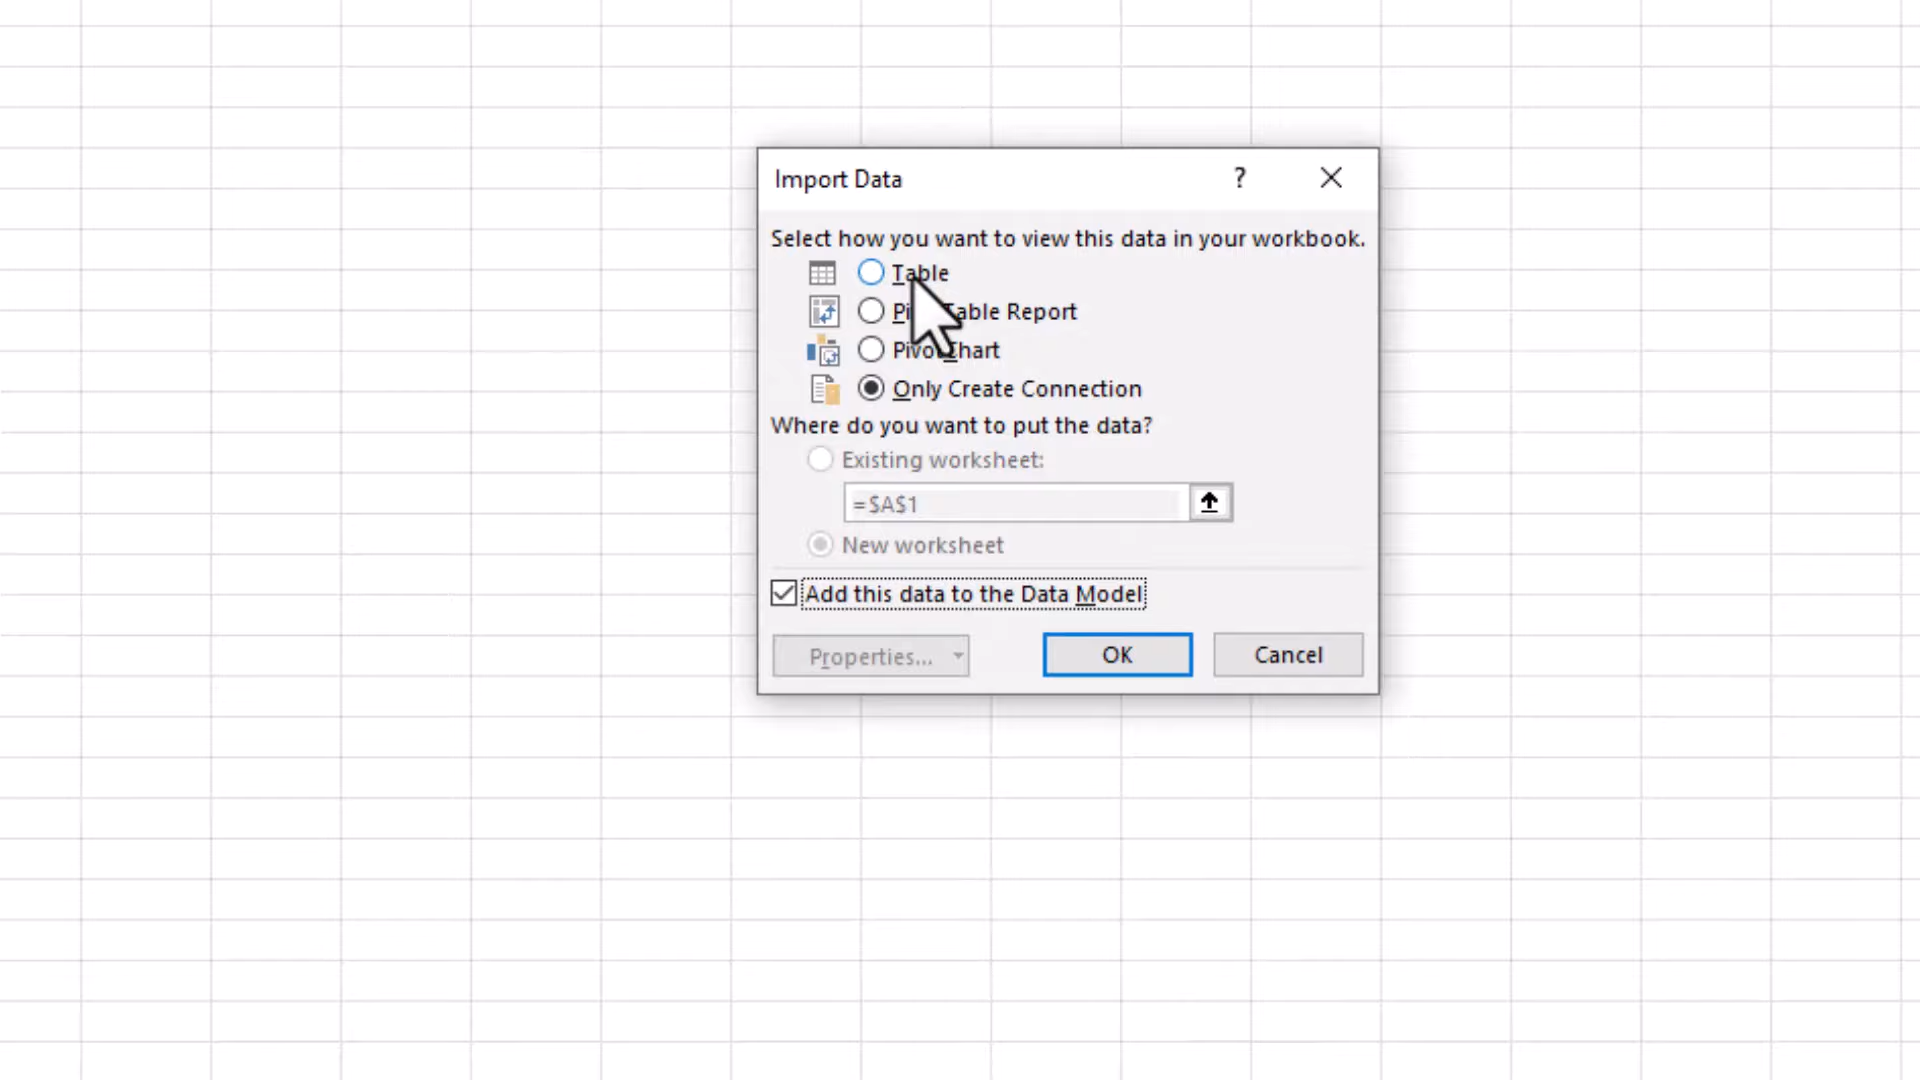 Import Data
?
Select how you want to view this data in your workbook.
Table
Table Report
PivotChart
Only Create Connection
Where do you want to put the data?
Existing worksheet:
=$A$1
New worksheet
Add this data to the Data Model
Properties...
OK
Cancel